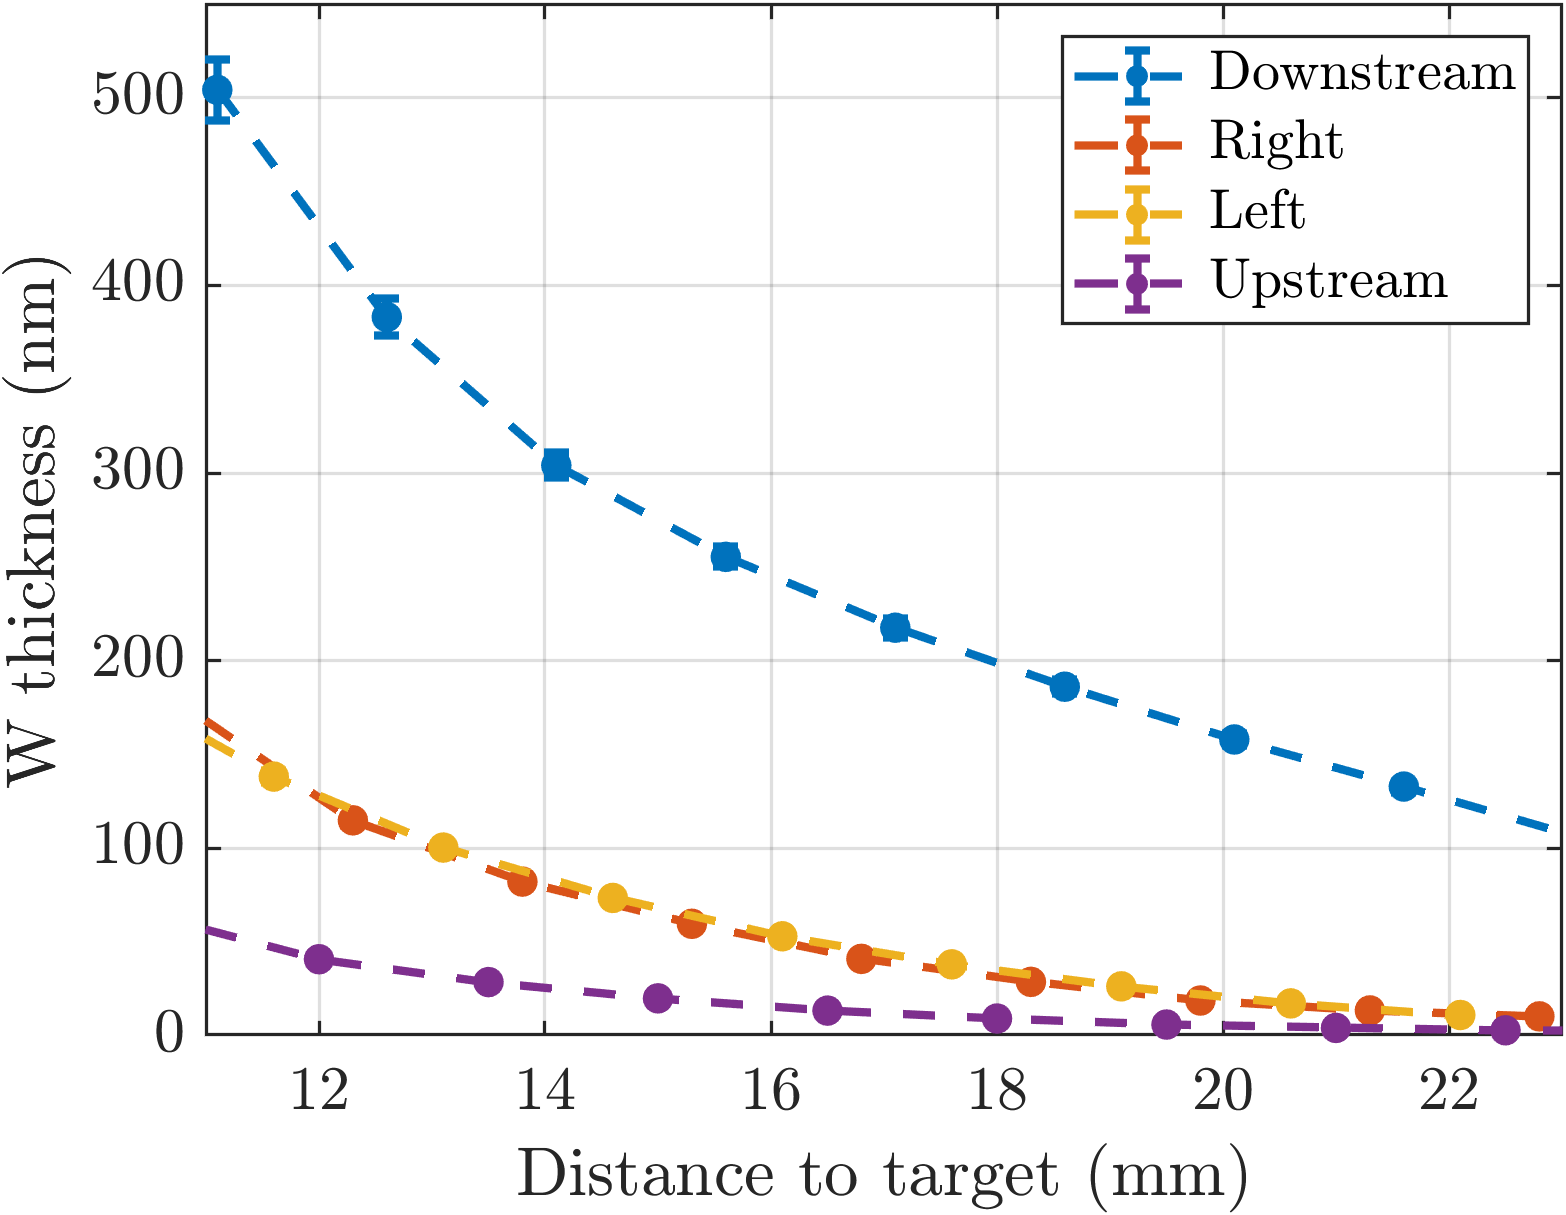 500
400
300
200
100
0
W thickness (nm)
Downstream
Right
Left
Upstream
12 14 16 18 20 22
Distance to target (mm)